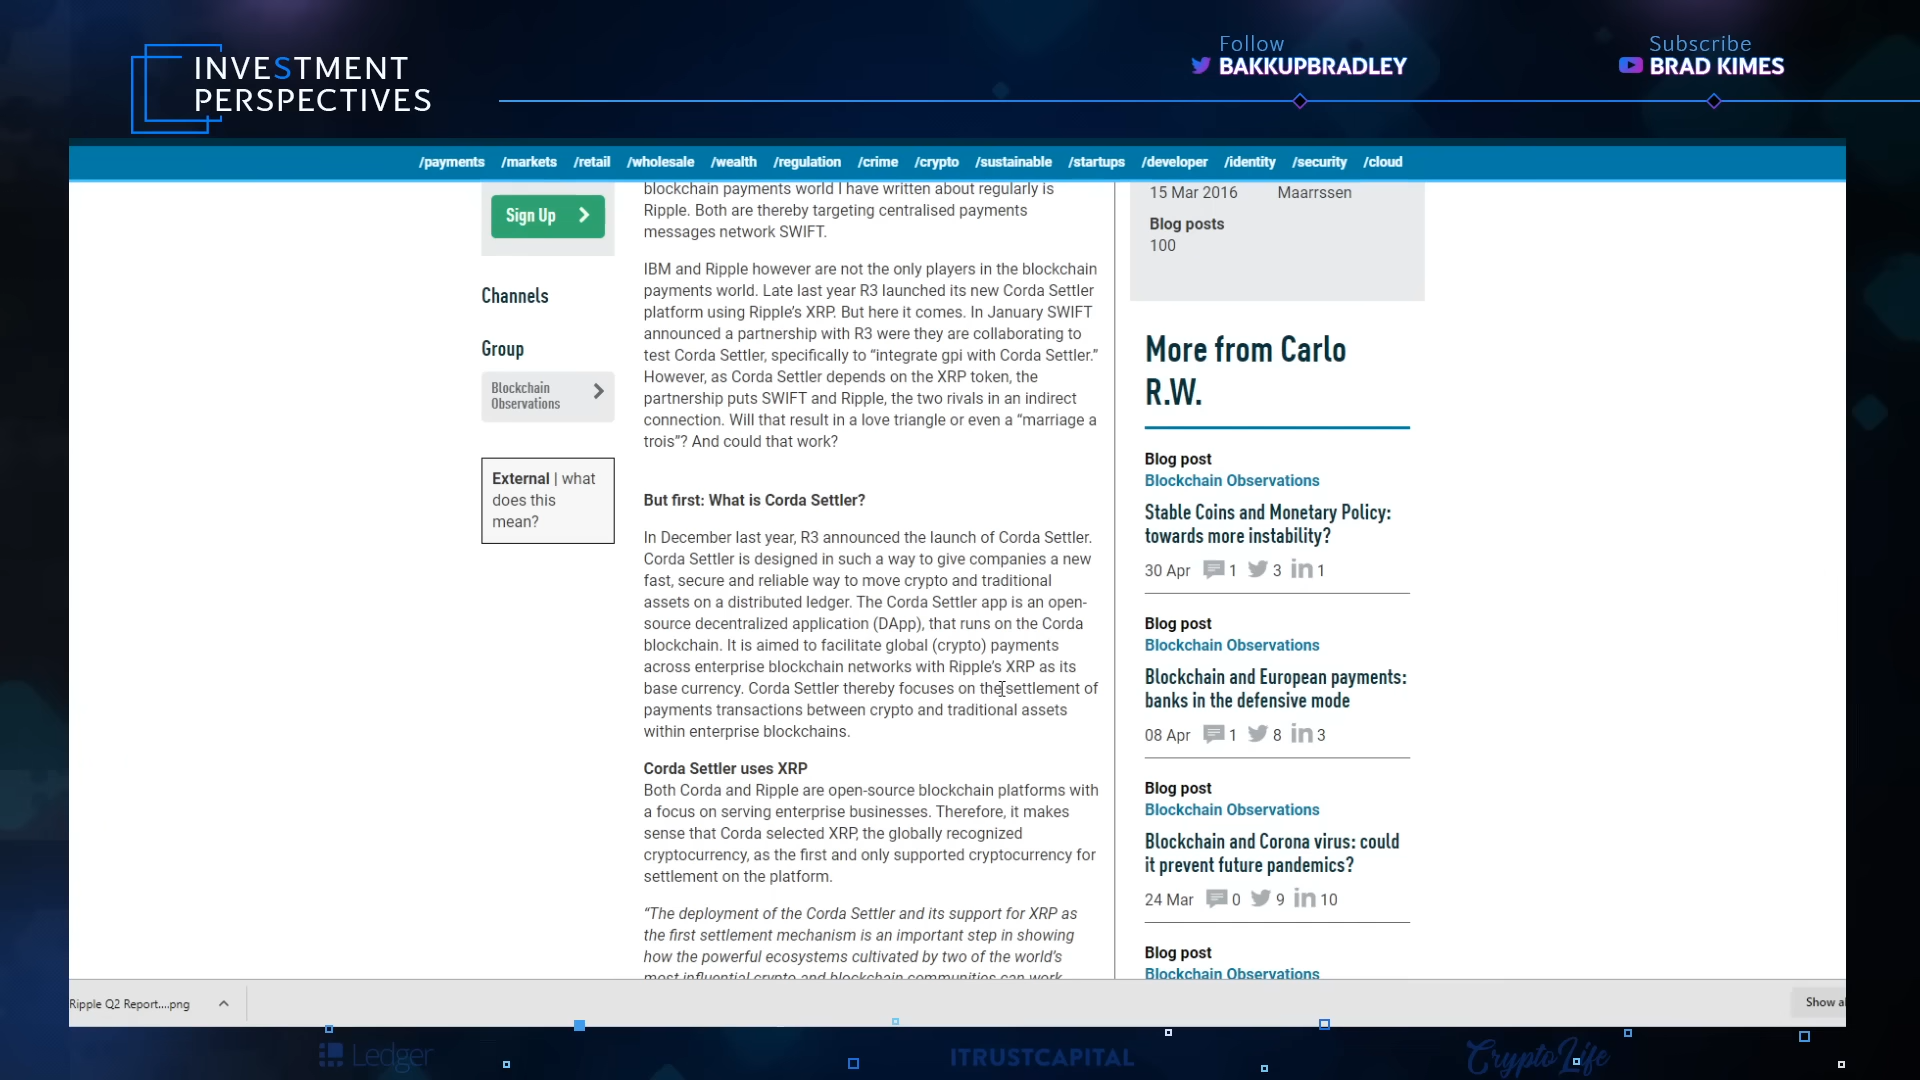 INVESTMENT
PERSPECTIVES
Follow
BAKKUPBRADLEY
Subscribe
BRAD KIMES
/payments /markets /retail /wholesale /wealth /regulation /crime /crypto /sustainable /startups /developer /identity /security /cloud
Sign Up
Channels
Group
Blockchain
Observations
External | what
does this
mean?
blockchain payments world I have written about regularly is
Ripple. Both are thereby targeting centralised payments
messages network SWIFT.
IBM and Ripple however are not the only players in the blockchain
payments world. Late last year R3 launched its new Corda Settler
platform using Ripple's XRP. But here it comes. In January SWIFT
announced a partnership with R3 were they are collaborating to
test Corda Settler, specifically to “integrate gpi with Corda Settler.”
However, as Corda Settler depends on the XRP token, the
partnership puts SWIFT and Ripple, the two rivals in an indirect
connection. Will that result in a love triangle or even a “marriage a
trois”? And could that work?
But first: What is Corda Settler?
In December last year, R3 announced the launch of Corda Settler.
Corda Settler is designed in such a way to give companies a new
fast, secure and reliable way to move crypto and traditional
assets on a distributed ledger. The Corda Settler app is an open-
source decentralized application (DApp), that runs on the Corda
blockchain. It is aimed to facilitate global (crypto) payments
across enterprise blockchain networks with Ripple's XRP as its
base currency. Corda Settler thereby focuses on the settlement of
payments transactions between crypto and traditional assets
within enterprise blockchains.
Corda Settler uses XRP
Both Corda and Ripple are open-source blockchain platforms with
a focus on serving enterprise businesses. Therefore, it makes
sense that Corda selected XRP, the globally recognized
cryptocurrency, as the first and only supported cryptocurrency for
settlement on the platform.
“The deployment of the Corda Settler and its support for XRP as
the first settlement mechanism is an important step in showing
how the powerful ecosystems cultivated by two of the world's
most influential crypto and blockchain communities can work
15 Mar 2016 Maarrssen
Blog posts
100
More from Carlo
R.W.
Blog post
Blockchain Observations
Stable Coins and Monetary Policy:
towards more instability?
30 Apr 1 3 1
Blog post
Blockchain Observations
Blockchain and European payments:
banks in the defensive mode
08 Apr 1 8 3
Blog post
Blockchain Observations
Blockchain and Corona virus: could
it prevent future pandemics?
24 Mar 0 9 10
Blog post
Blockchain Observations
Ripple Q2 Report....png
Show al
Ledger
ITRUSTCAPITAL
CryptoLife